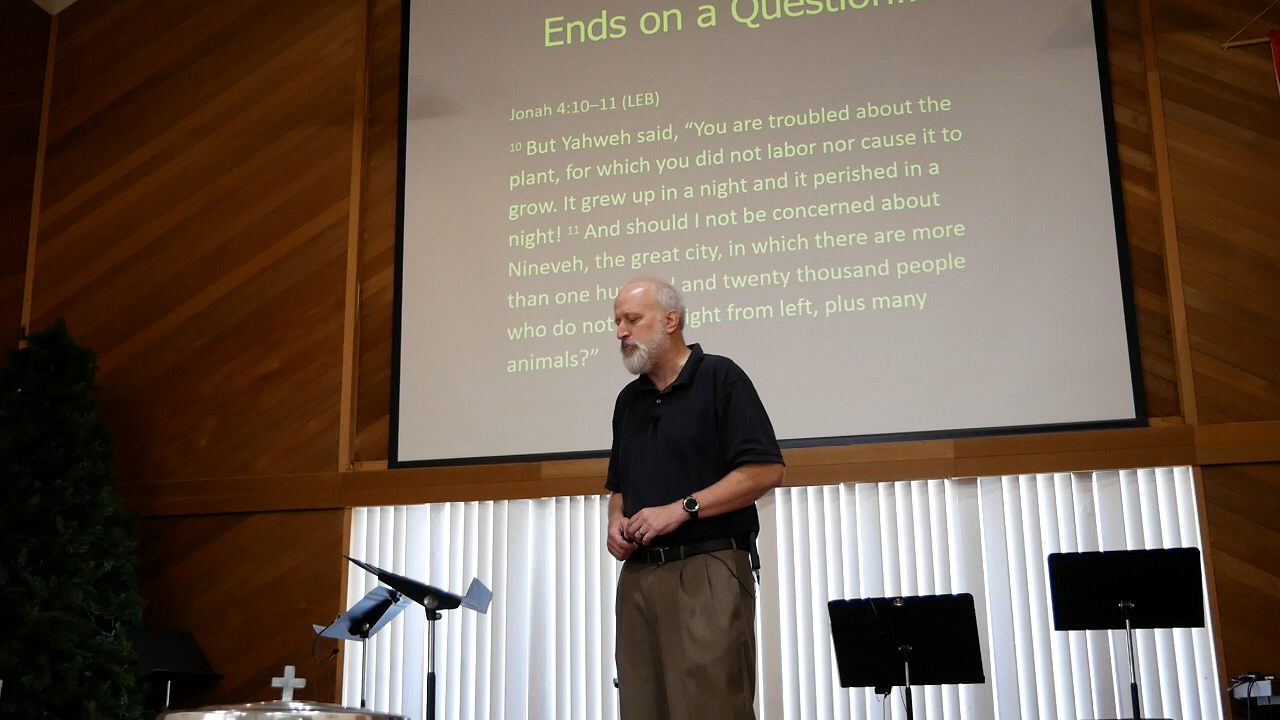 Ends on a Question...
Jonah 4:10–11 (LEB)
10 But Yahweh said, “You are troubled about the
plant, for which you did not labor nor cause it to
grow. It grew up in a night and it perished in a
night! 11 And should I not be concerned about
Nineveh, the great city, in which there are more
than one and twenty thousand people
who do not from left, plus many
animals?”